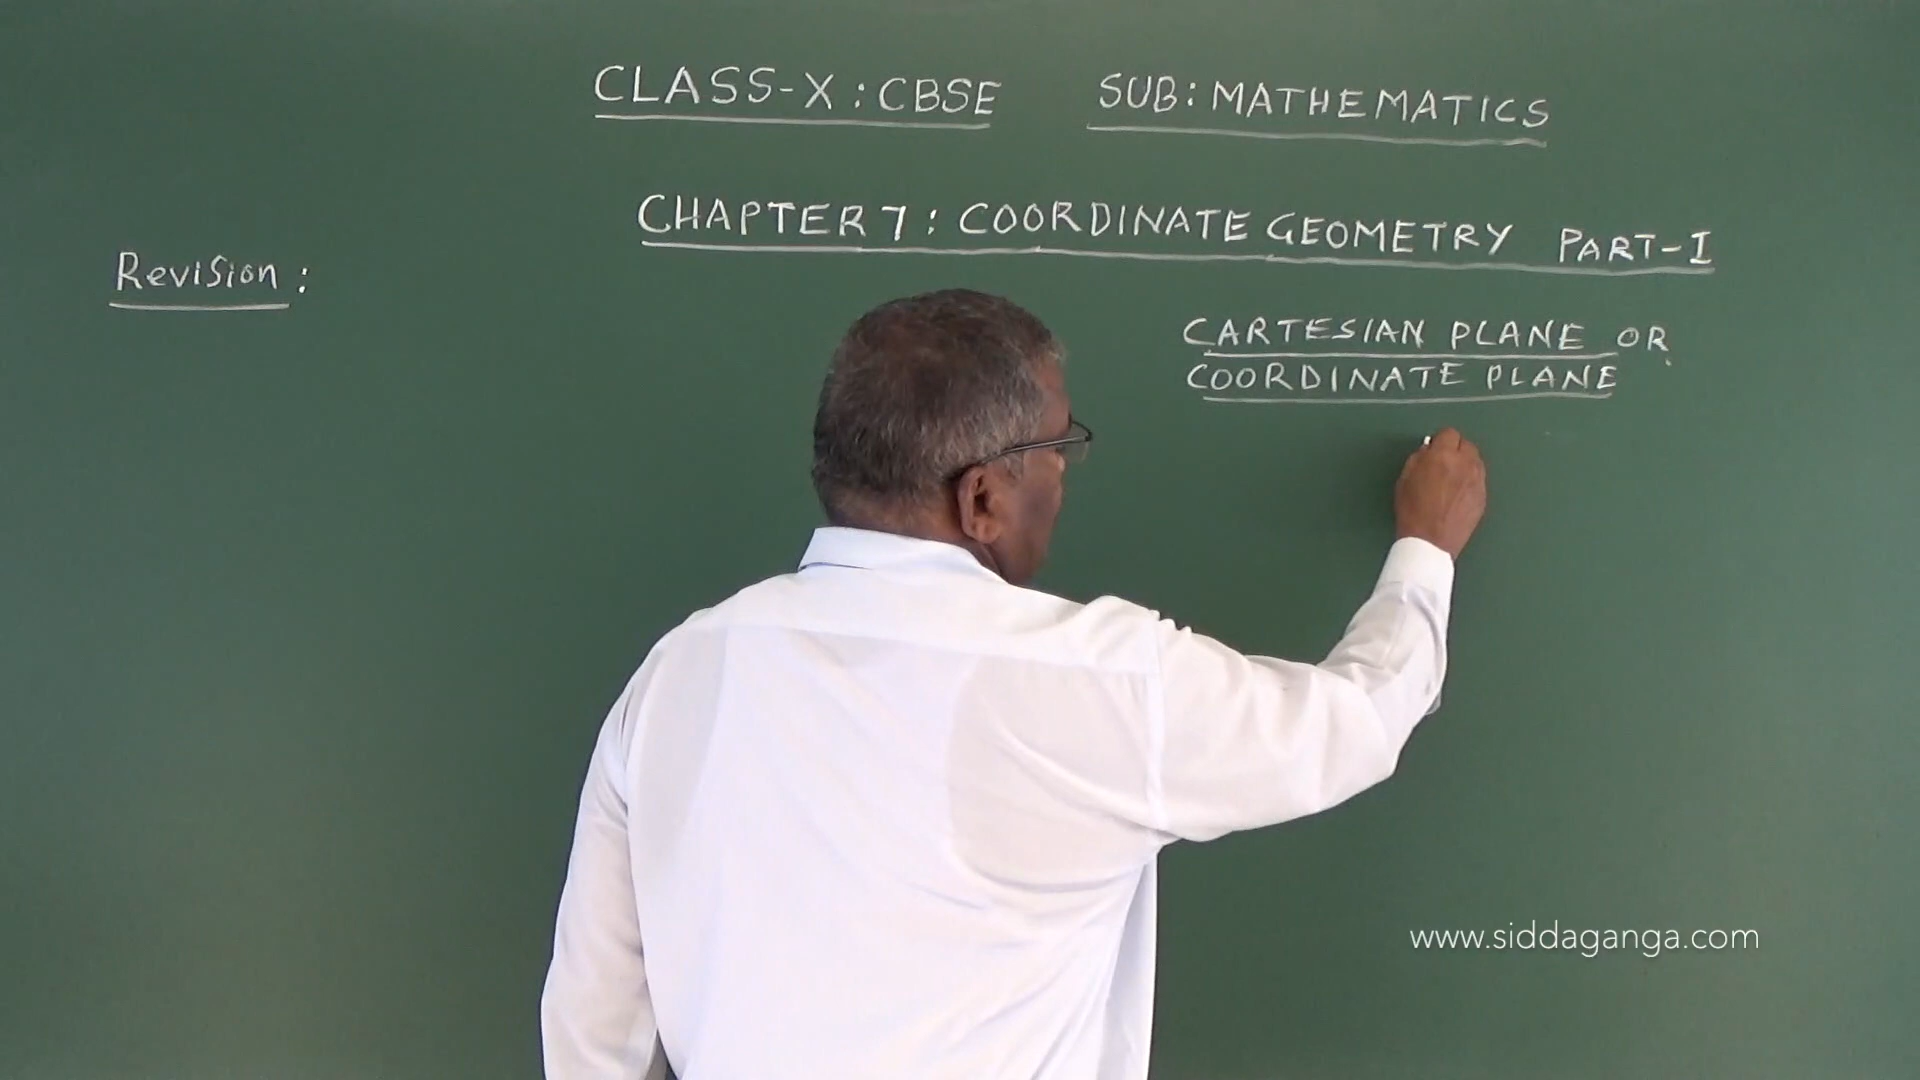 CLASS-X : CBSE SUB: MATHEMATICS
CHAPTER 7 : COORDINATE GEOMETRY PART-I
Revision :
CARTESIAN PLANE OR
COORDINATE PLANE
www.siddaganga.com